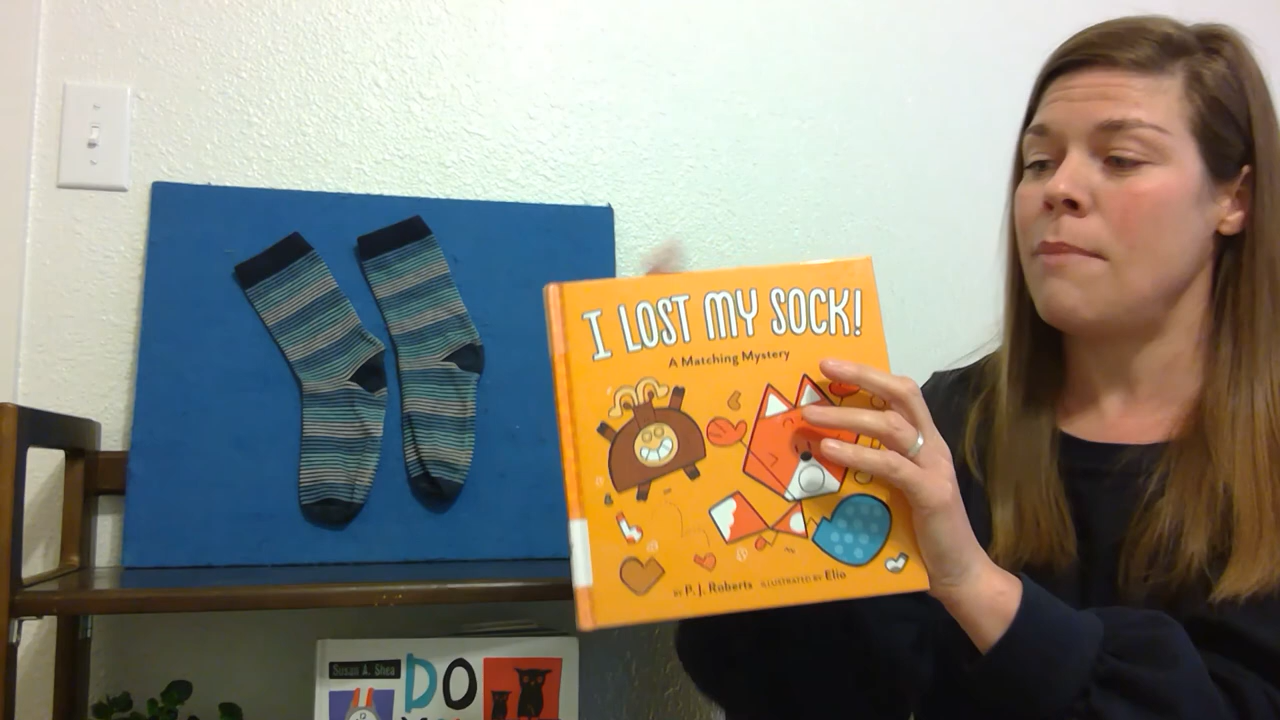 I LOST MY SOCK!
A Matching Mystery
BY P. J. Roberts ILLUSTRATED BY Elio
Susan A. Shea
DO